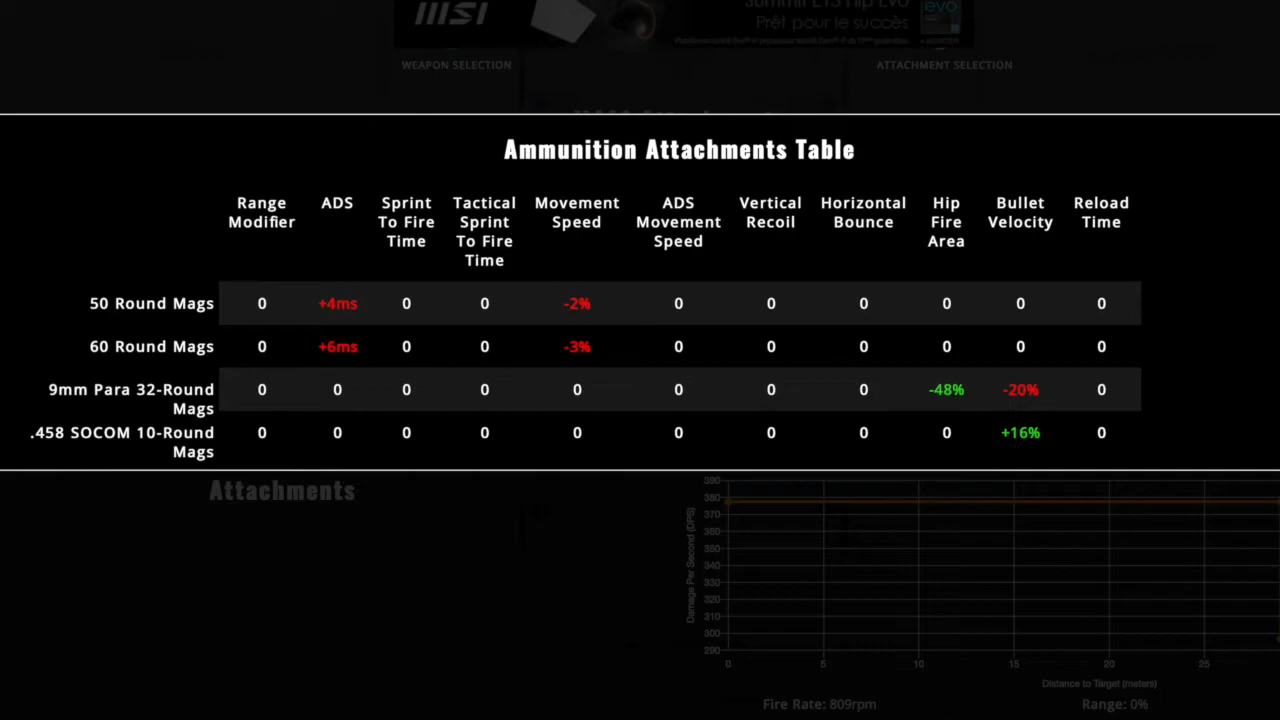 msi
Summit E13 Flip Evo
Prêt pour le succès
evo
WEAPON SELECTION
ATTACHMENT SELECTION
Ammunition Attachments Table
Range Modifier ADS Sprint To Fire Time Tactical Sprint To Fire Time Movement Speed ADS Movement Speed Vertical Recoil Horizontal Bounce Hip Fire Area Bullet Velocity Reload Time
50 Round Mags 0 +4ms 0 0 -2% 0 0 0 0 0 0
60 Round Mags 0 +6ms 0 0 -3% 0 0 0 0 0 0
9mm Para 32-Round Mags 0 0 0 0 0 0 0 0 -48% -20% 0
.458 SOCOM 10-Round Mags 0 0 0 0 0 0 0 0 0 +16% 0
Attachments
Damage Per Second (DPS)
390
380
370
360
350
340
330
320
310
300
290
0 5 10 15 20 25
Distance to Target (meters)
Fire Rate: 809rpm
Range: 0%